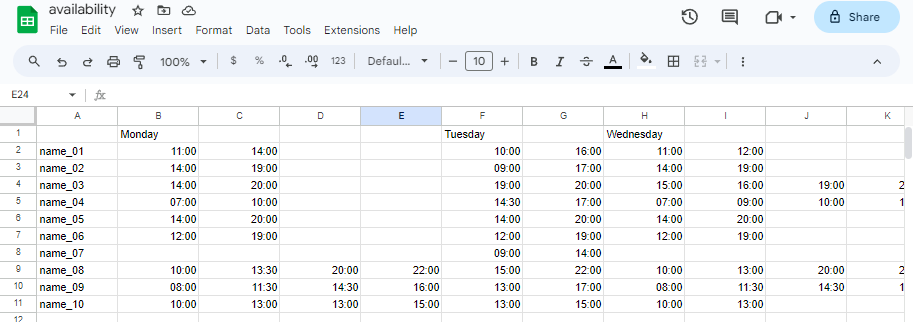 availability
File Edit View Insert Format Data Tools Extensions Help
Share
100% $ % .0 .00 123 Defaul... - 10 + B I S A
E24 fx
A B C D E F G H I J K
1 Monday Tuesday Wednesday
2 name_01 11:00 14:00 10:00 16:00 11:00 12:00
3 name_02 14:00 19:00 09:00 17:00 14:00 19:00
4 name_03 14:00 20:00 19:00 20:00 15:00 16:00 19:00 2
5 name_04 07:00 10:00 14:30 17:00 07:00 09:00 10:00 1
6 name_05 14:00 20:00 14:00 20:00 14:00 20:00
7 name_06 12:00 19:00 12:00 19:00 12:00 19:00
8 name_07 09:00 14:00
9 name_08 10:00 13:30 20:00 22:00 15:00 22:00 10:00 13:00 20:00 2
10 name_09 08:00 11:30 14:30 16:00 13:00 17:00 08:00 11:30 14:30 1
11 name_10 10:00 13:00 13:00 15:00 13:00 15:00 10:00 13:00
12